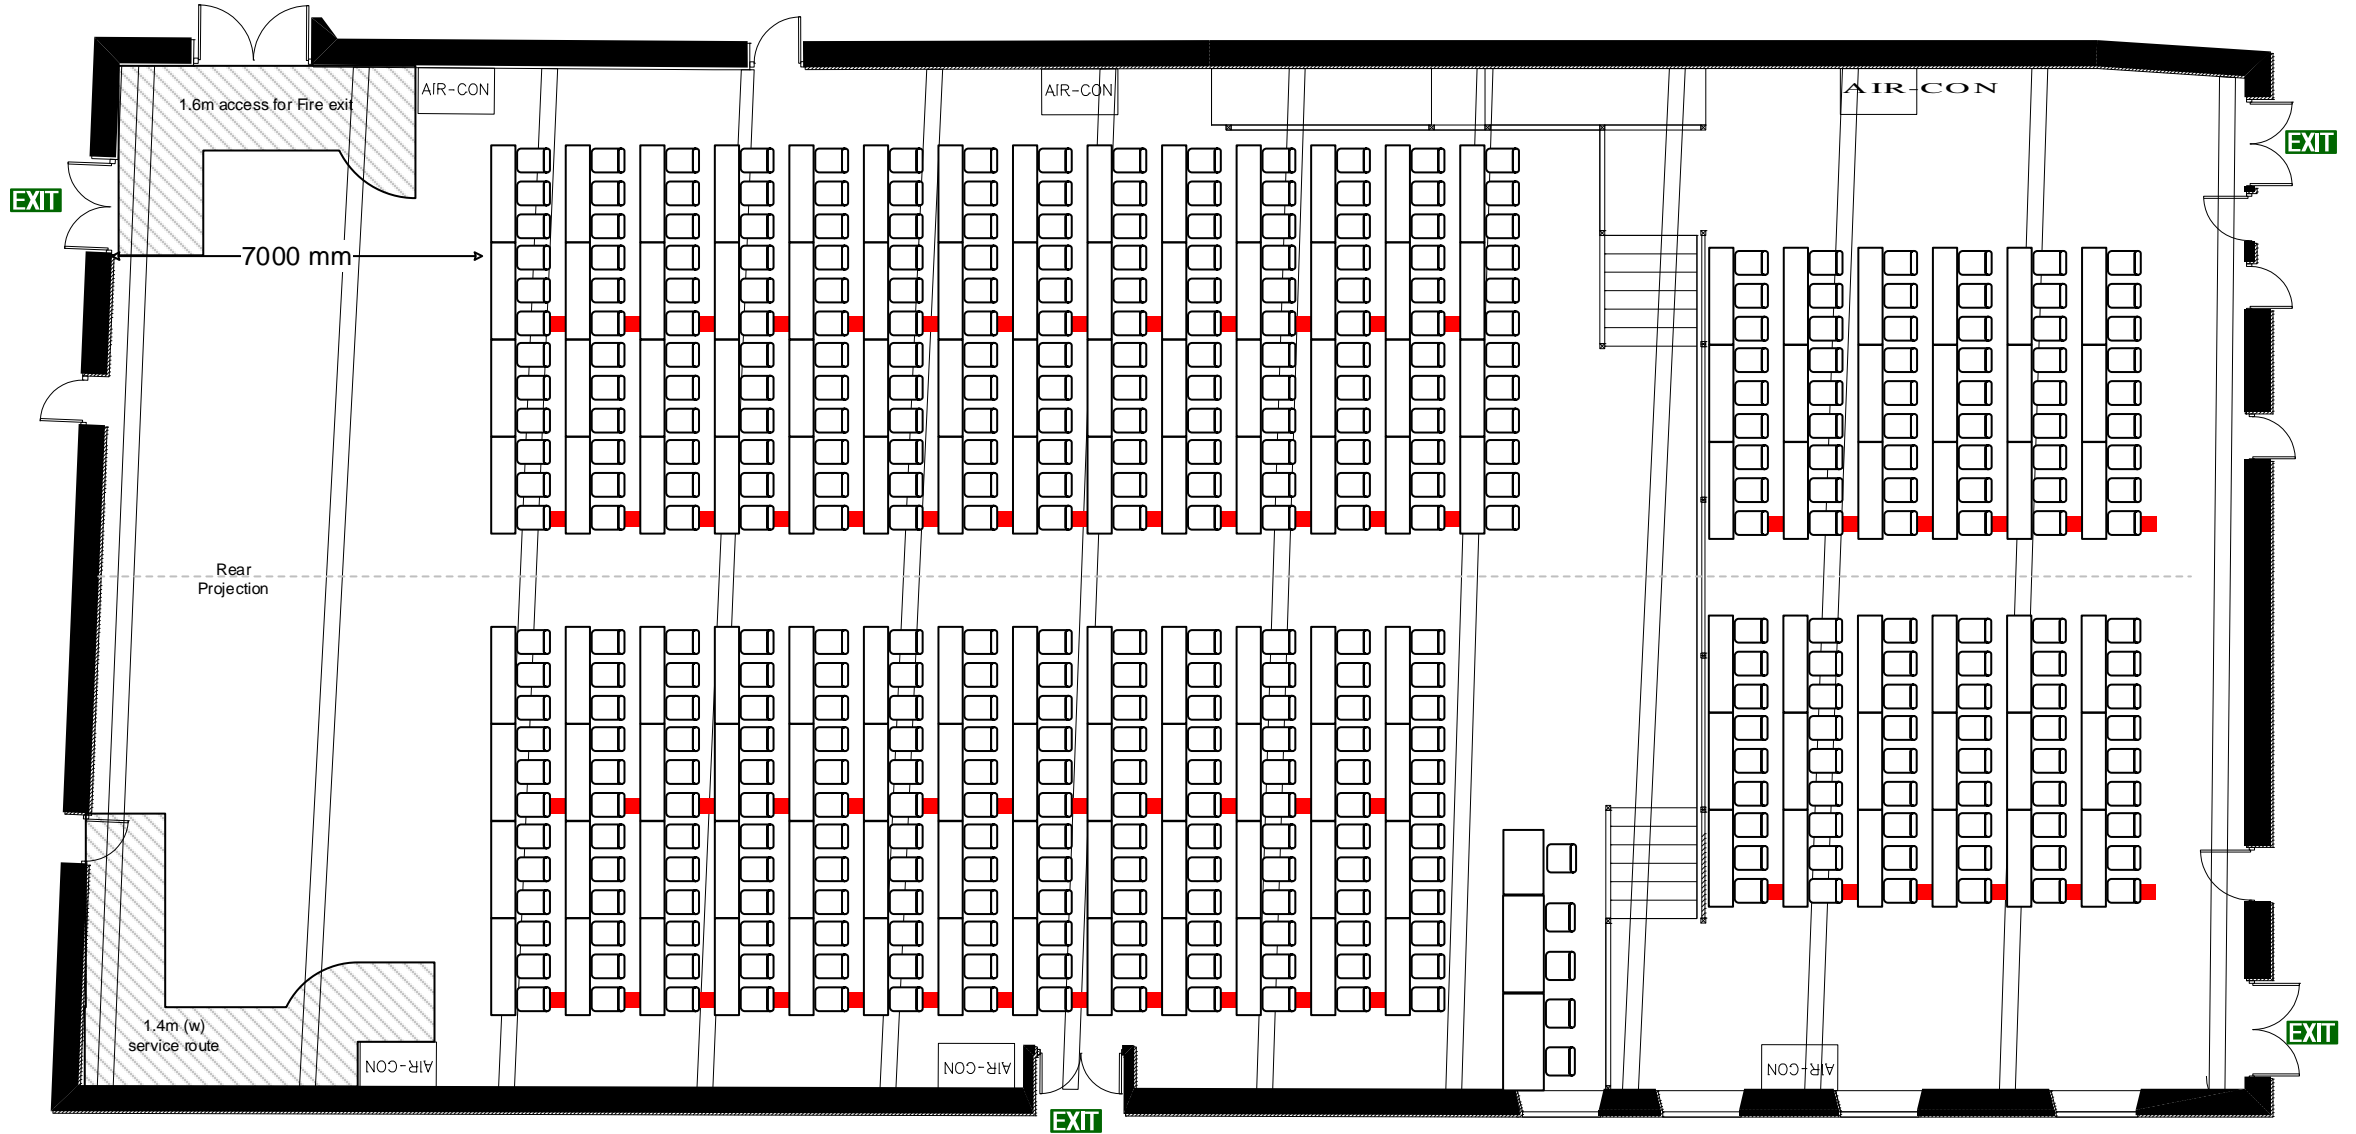 AIR-CON
AIR-CON
AIR-CON
1.6m access for Fire exit
EXIT
EXIT
7000 mm
Rear
Projection
1.4m (w)
service route
AIR-CON
AIR-CON
AIR-CON
EXIT
EXIT